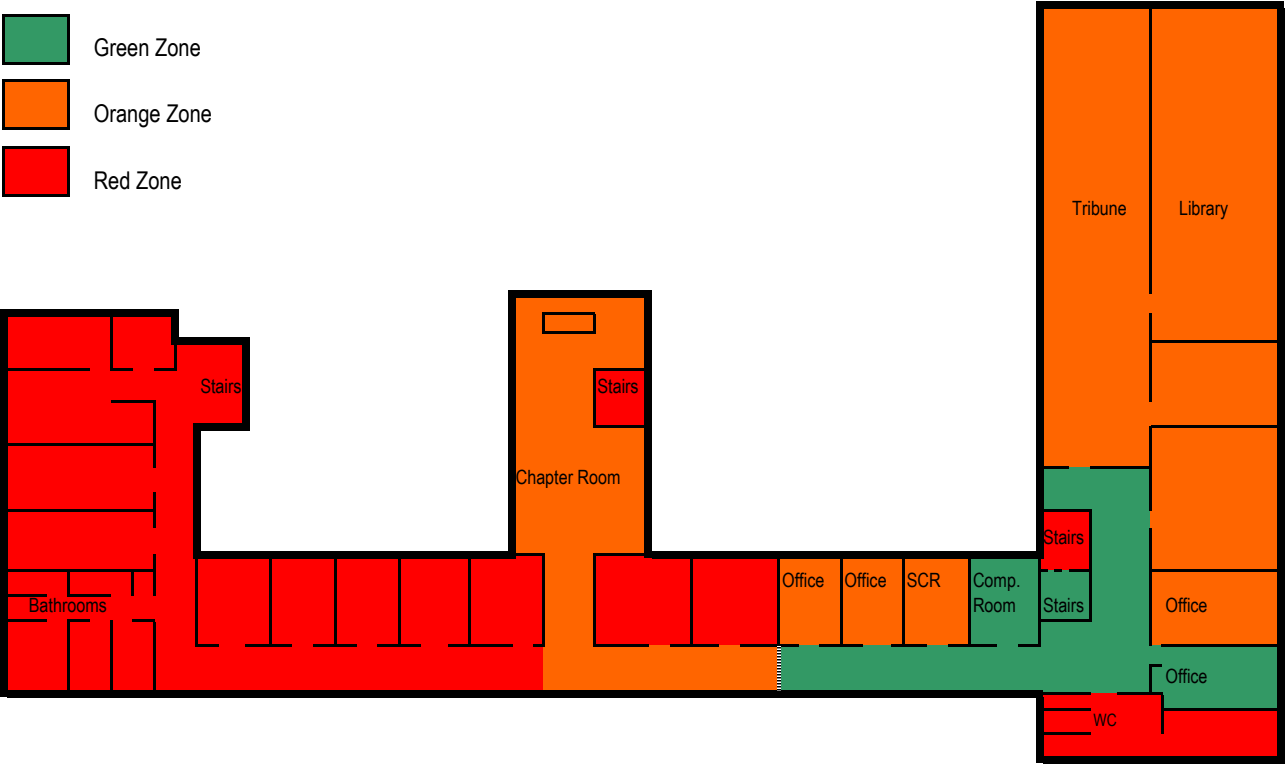 Green Zone
Orange Zone
Red Zone
Tribune
Library
Stairs
Stairs
Chapter Room
Stairs
Office
Office
SCR
Comp.
Room
Stairs
Office
Bathrooms
Office
WC